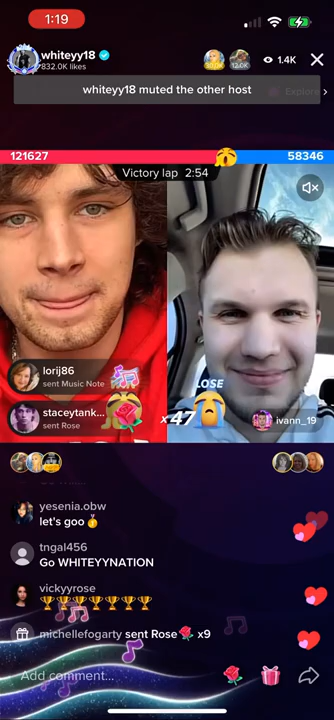 1:19
whiteyy18
832.0K likes
1.4K
whiteyy18 muted the other host
Explore
121627
58346
Victory lap 2:54
lorij86
sent Music Note
staceytank...
sent Rose
x47
LOSE
ivann_19
yesenia.obw
let's goo
tngal456
Go WHITEYYNATION
vickyyrose
michellefogarty sent Rose x9
Add comment...